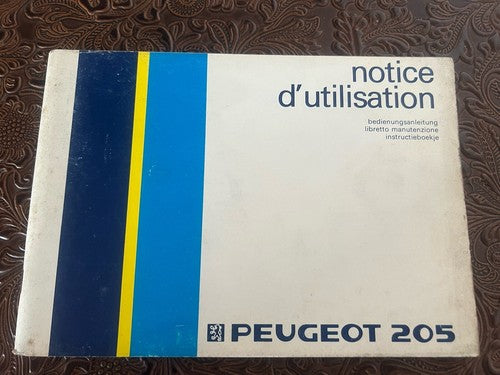 notice
d'utilisation
bedienungsanleitung
libretto manutenzione
instructieboekje
PEUGEOT 205